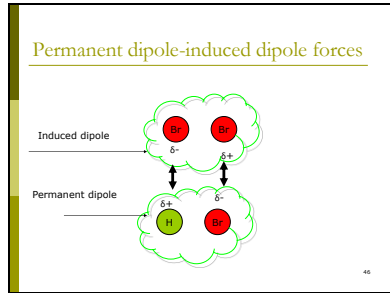 Permanent dipole-induced dipole forces
Br Br
Induced dipole
δ- δ+
Permanent dipole
δ+ δ-
H Br
46